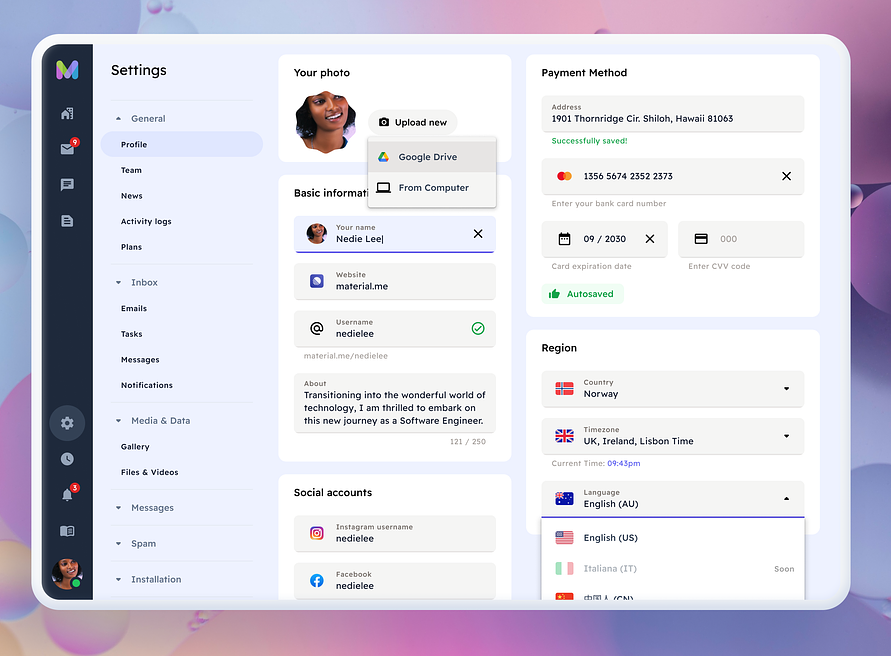 Settings
General
Profile
Team
News
Activity logs
Plans
Inbox
Emails
Tasks
Messages
Notifications
Media & Data
Gallery
Files & Videos
Messages
Spam
Installation
9
3
Your photo
Upload new
Google Drive
From Computer
Basic informati
Your name
Nedie Lee
Website
material.me
Username
nedielee
material.me/nedielee
About
Transitioning into the wonderful world of
technology, I am thrilled to embark on
this new journey as a Software Engineer.
121 / 250
Social accounts
Instagram username
nedielee
Facebook
nedielee
Payment Method
Address
1901 Thornridge Cir. Shiloh, Hawaii 81063
Successfully saved!
1356 5674 2352 2373
Enter your bank card number
09 / 2030
000
Card expiration date
Enter CVV code
Autosaved
Region
Country
Norway
Timezone
UK, Ireland, Lisbon Time
Current Time: 09:43pm
Language
English (AU)
English (US)
Italiana (IT)
Soon
中国人 (CN)